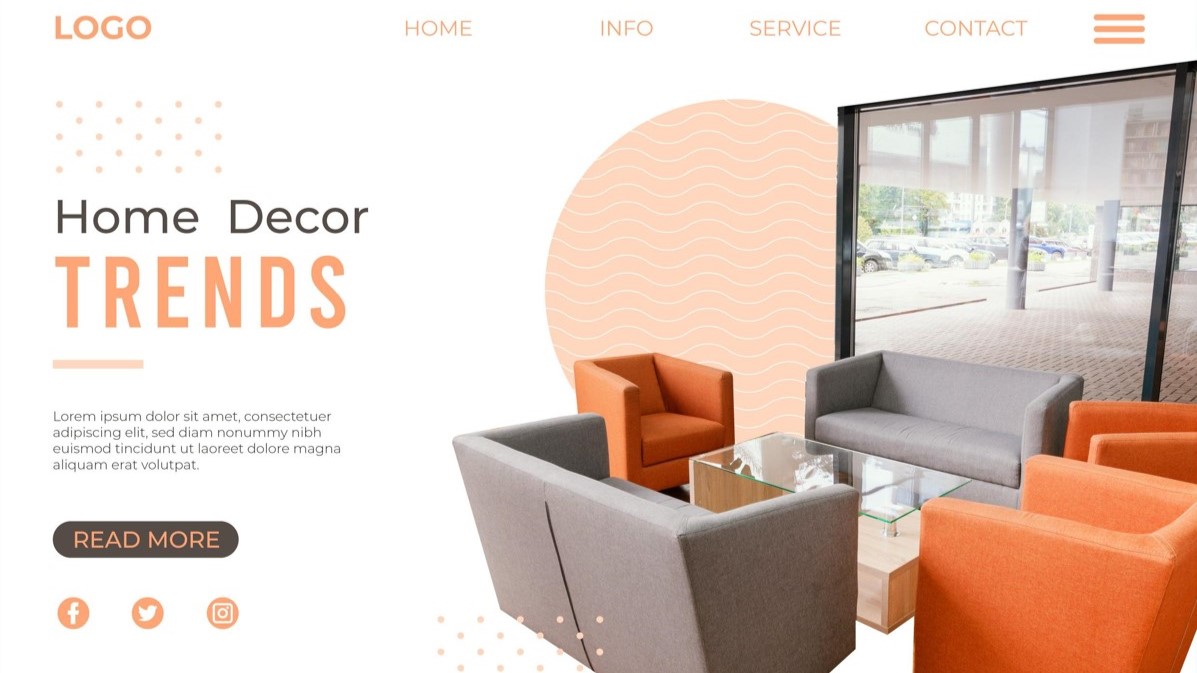 LOGO
HOME INFO SERVICE CONTACT
Home Decor
TRENDS
Lorem ipsum dolor sit amet, consectetuer
adipiscing elit, sed diam nonummy nibh
euismod tincidunt ut laoreet dolore magna
aliquam erat volutpat.
READ MORE